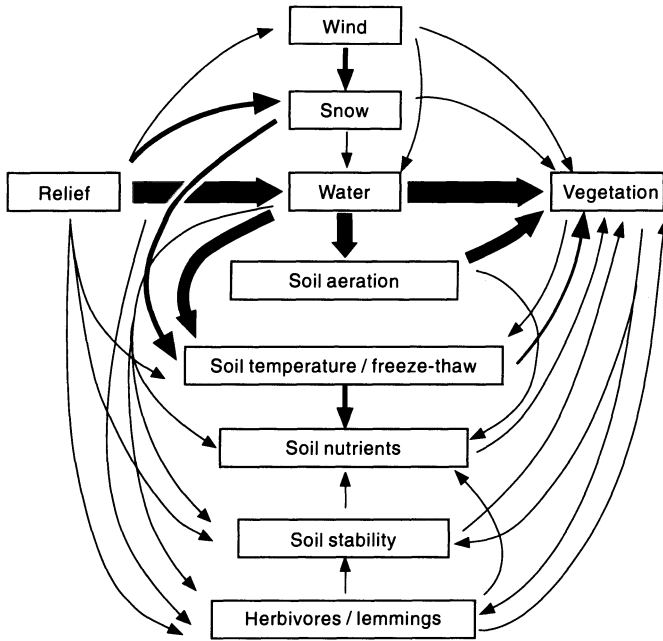 Wind
Snow
Relief
Water
Vegetation
Soil aeration
Soil temperature / freeze-thaw
Soil nutrients
Soil stability
Herbivores / lemmings